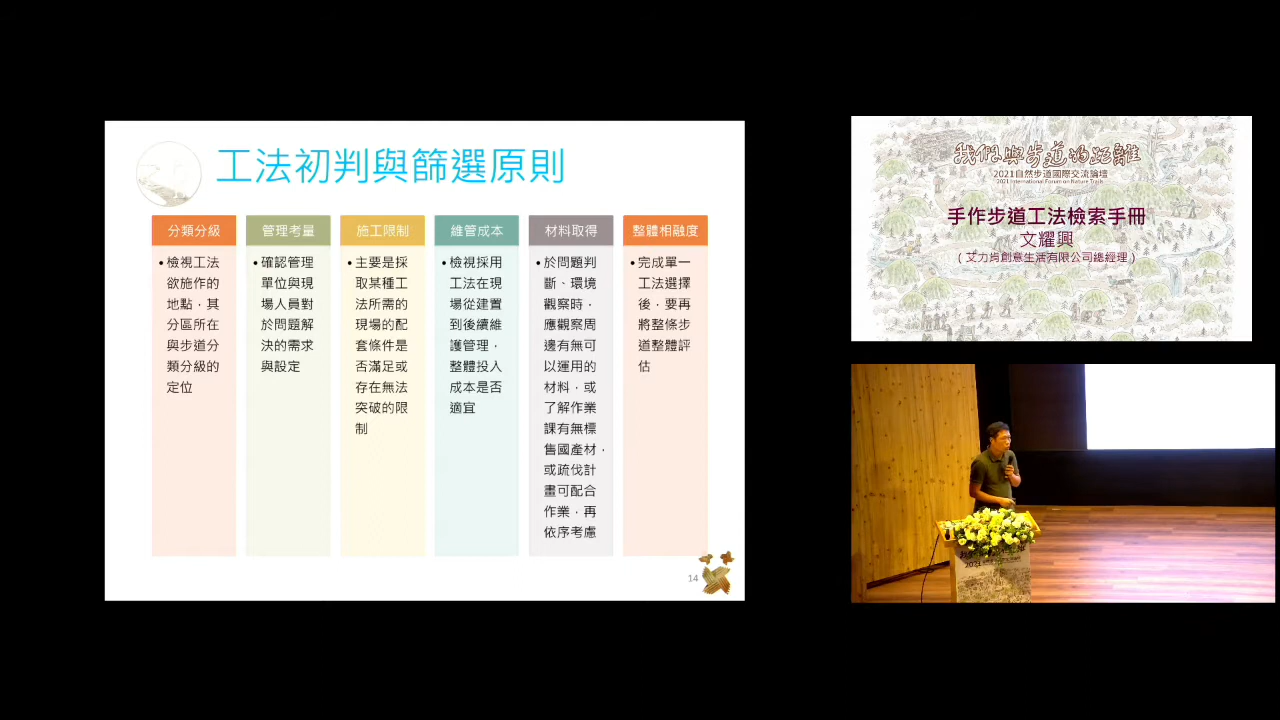 工法初判與篩選原則
分類分級
• 檢視工法
欲施作的
地點，其
分區所在
與步道分
類分級的
定位
管理考量
• 確認管理
單位與現
場人員對
於問題解
決的需求
與設定
施工限制
• 主要是採
取某種工
法所需的
現場的配
套條件是
否滿足或
存在無法
突破的限
制
維管成本
• 檢視採用
工法在現
場從建置
到後續維
護管理，
整體投入
成本是否
適宜
材料取得
• 於問題判
斷、環境
觀察時，
應觀察周
邊有無可
以運用的
材料，或
了解作業
課有無標
售國產材，
或疏伐計
畫可配合
作業，再
依序考慮
整體相融度
• 完成單一
工法選擇
後，要再
將整條步
道整體評
估
14
我們與步道的距離
2021自然步道國際交流論壇
2021 International Forum on Nature Trails
手作步道工法檢索手冊
文耀興
（艾力肯創意生活有限公司總經理）